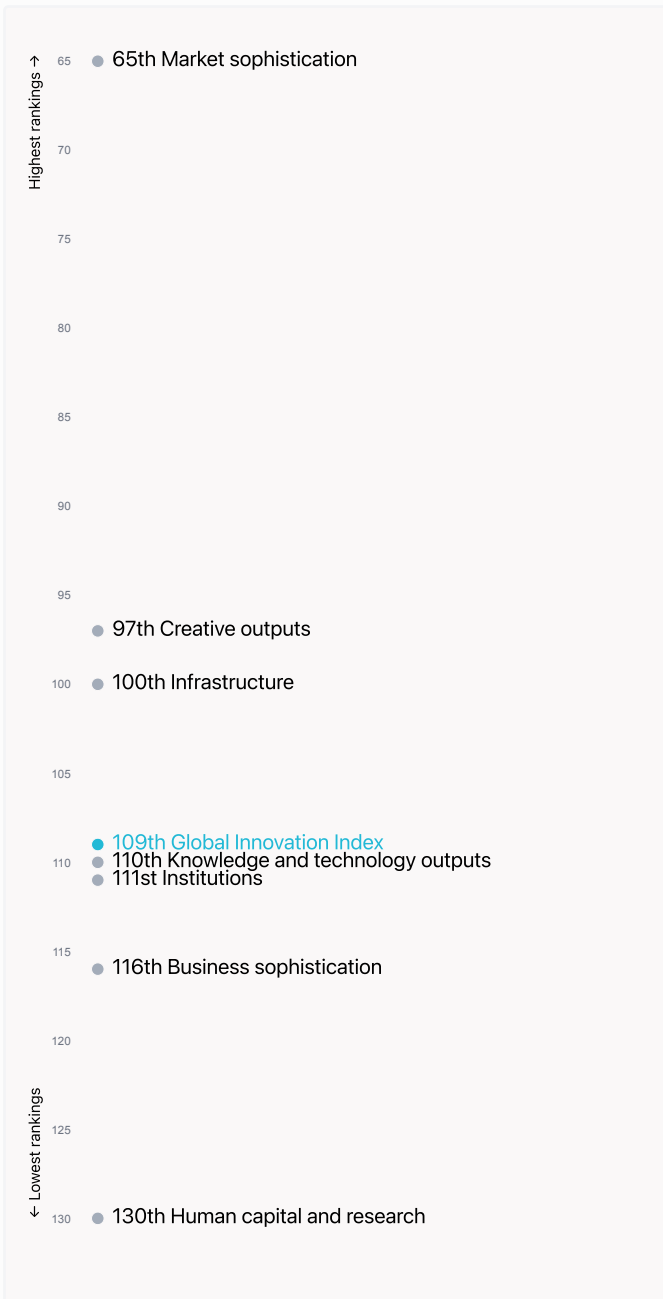 Highest rankings →
65
65th Market sophistication
70
75
80
85
90
95
97th Creative outputs
100
100th Infrastructure
105
109th Global Innovation Index
110
110th Knowledge and technology outputs
111st Institutions
115
116th Business sophistication
120
← Lowest rankings
125
130
130th Human capital and research